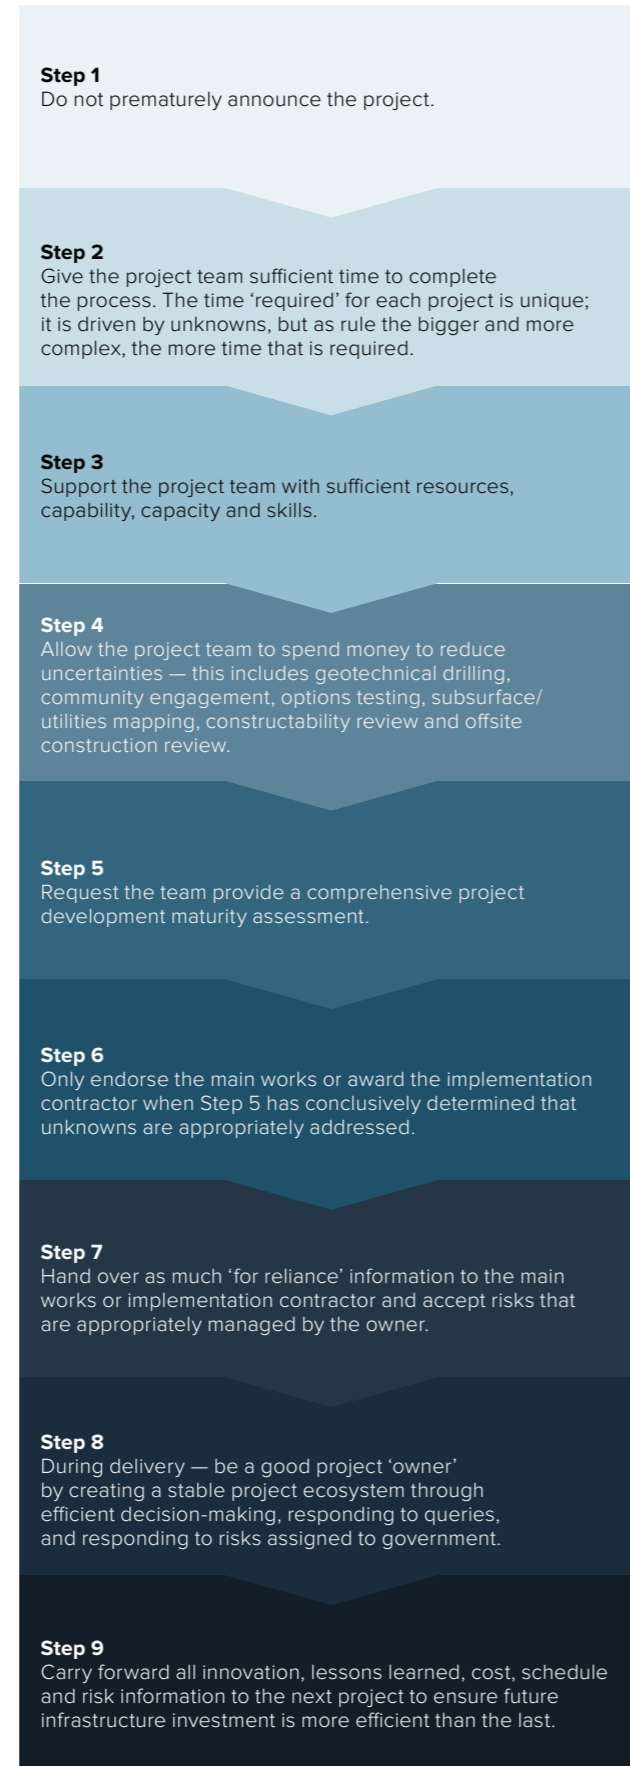 Step 1
Do not prematurely announce the project.
Step 2
Give the project team sufficient time to complete
the process. The time ‘required’ for each project is unique;
it is driven by unknowns, but as rule the bigger and more
complex, the more time that is required.
Step 3
Support the project team with sufficient resources,
capability, capacity and skills.
Step 4
Allow the project team to spend money to reduce
uncertainties — this includes geotechnical drilling,
community engagement, options testing, subsurface/
utilities mapping, constructability review and offsite
construction review.
Step 5
Request the team provide a comprehensive project
development maturity assessment.
Step 6
Only endorse the main works or award the implementation
contractor when Step 5 has conclusively determined that
unknowns are appropriately addressed.
Step 7
Hand over as much ‘for reliance’ information to the main
works or implementation contractor and accept risks that
are appropriately managed by the owner.
Step 8
During delivery — be a good project ‘owner’
by creating a stable project ecosystem through
efficient decision-making, responding to queries,
and responding to risks assigned to government.
Step 9
Carry forward all innovation, lessons learned, cost, schedule
and risk information to the next project to ensure future
infrastructure investment is more efficient than the last.